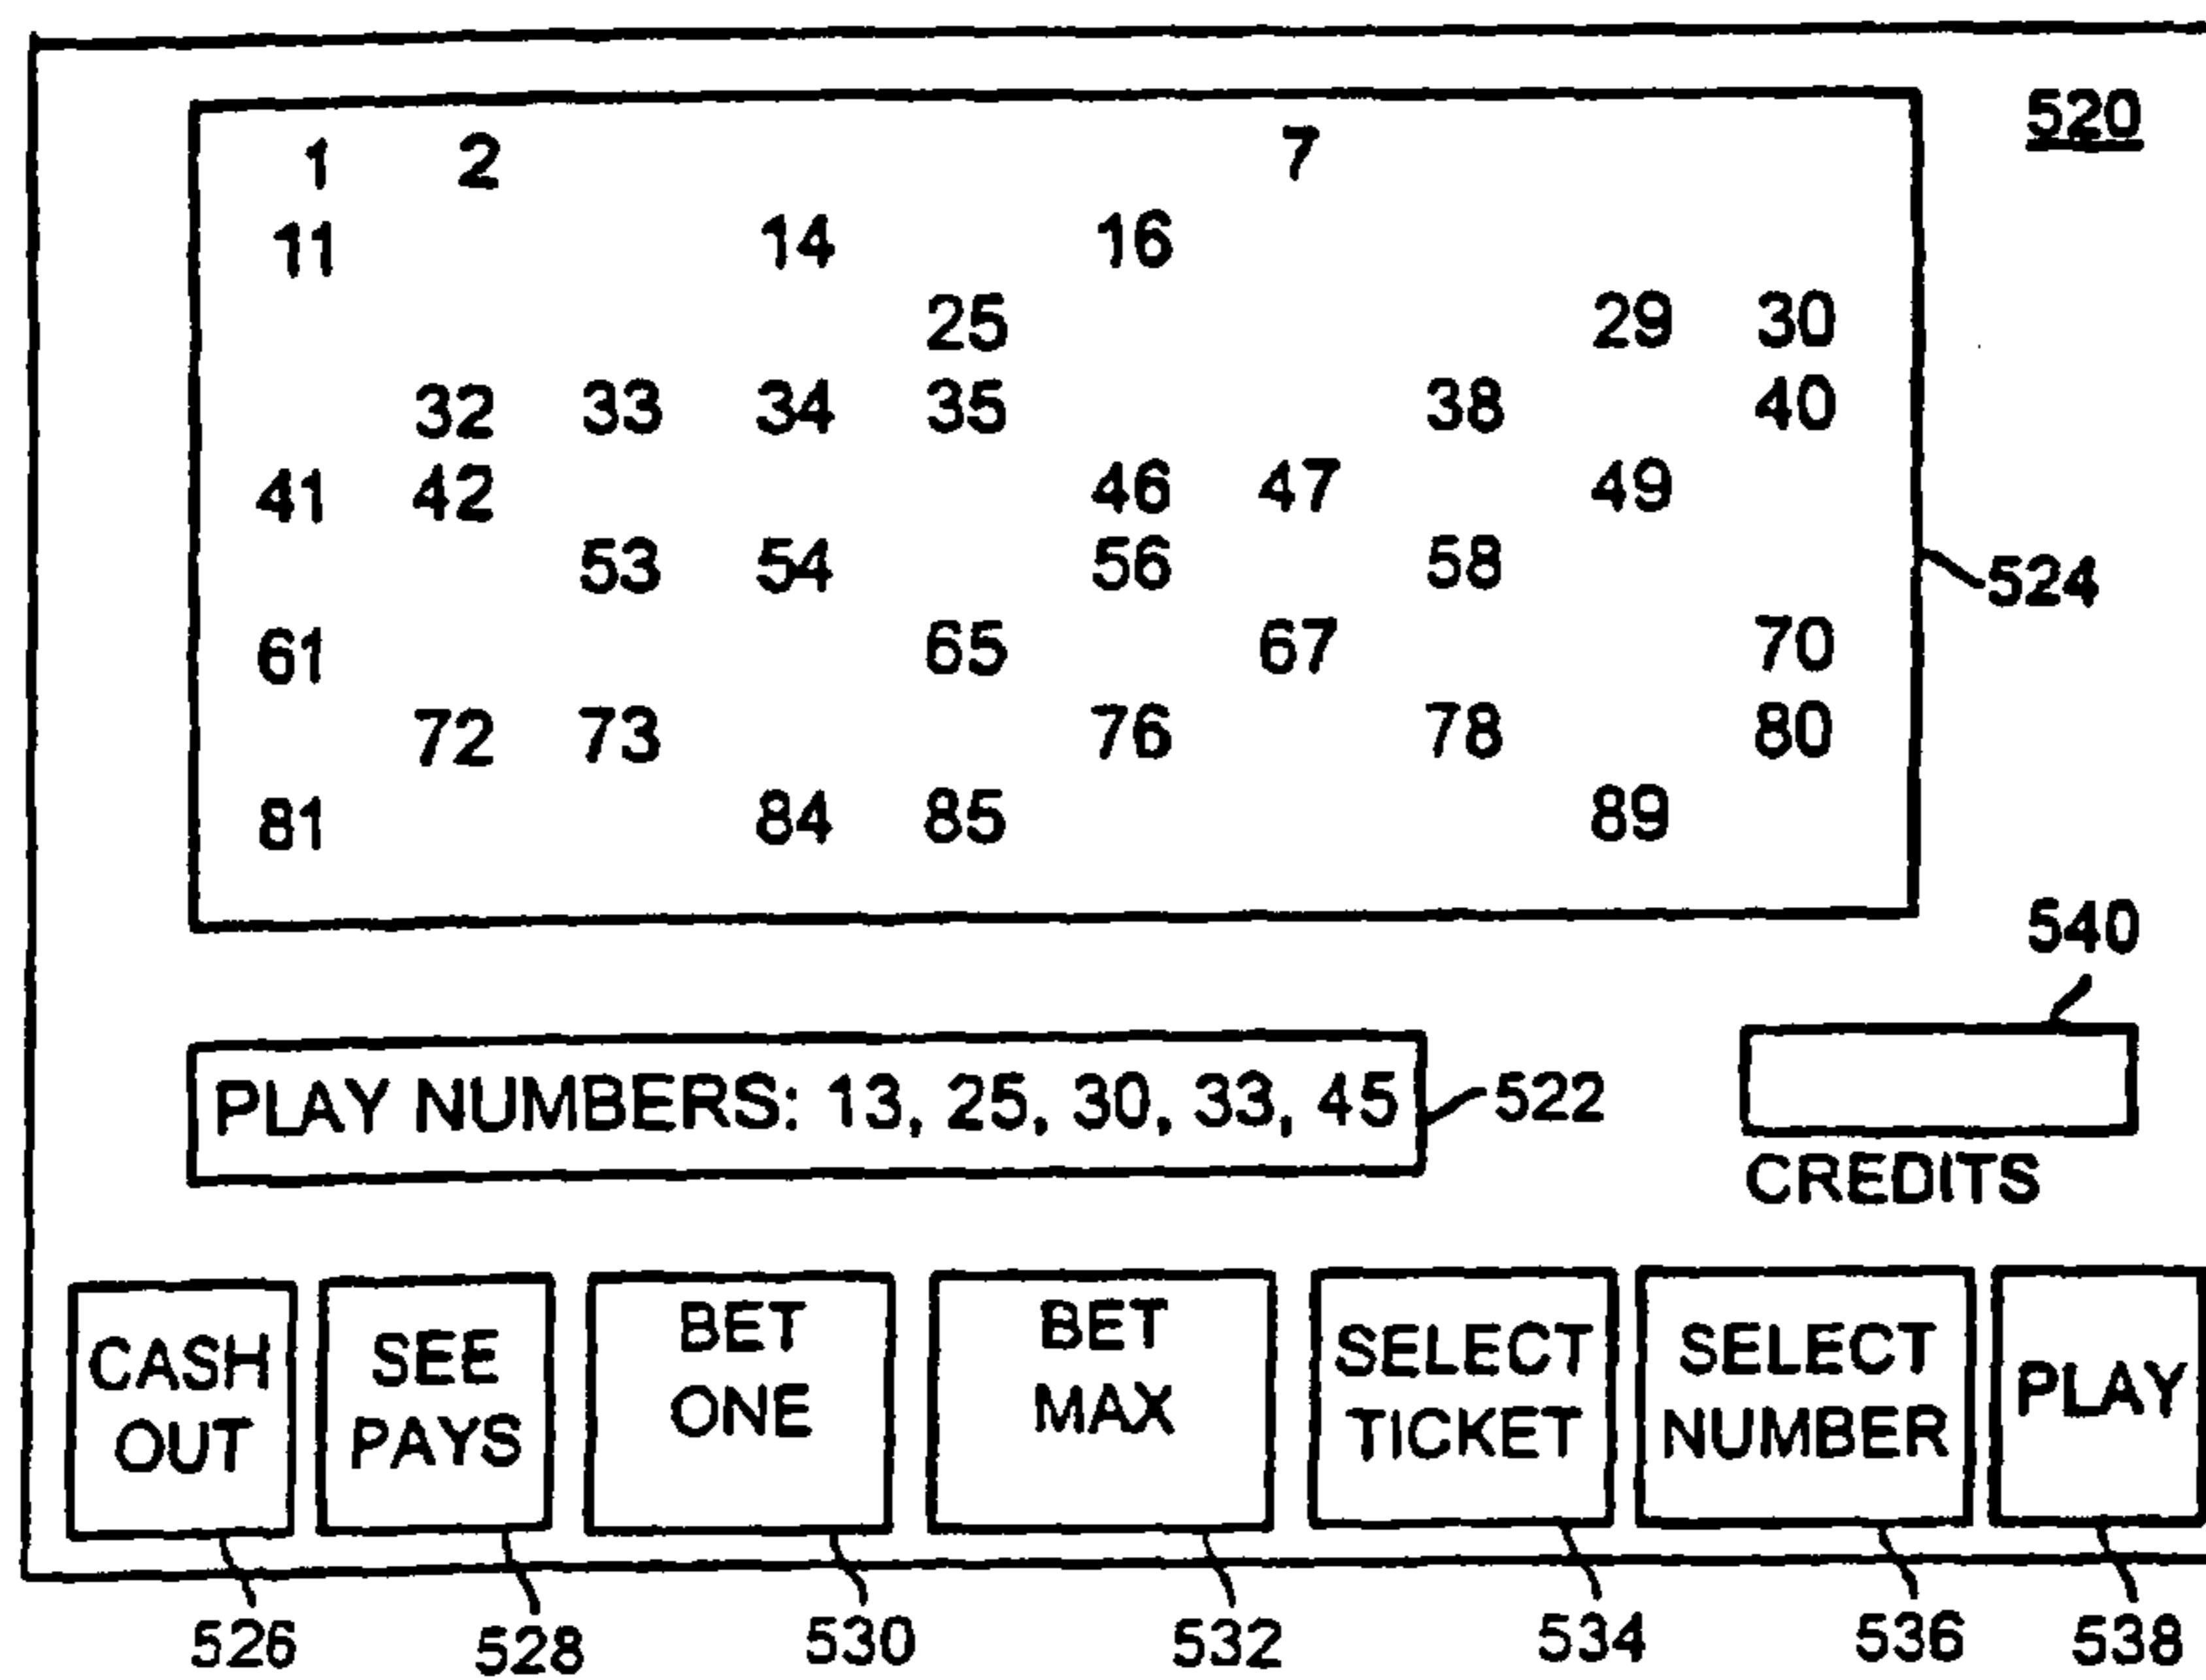 520
1 2 7
11 14 16
25 29 30
32 33 34 35 38 40
41 42 46 47 49
53 54 56 58
524
61 65 67 70
72 73 76 78 80
81 84 85 89
540
PLAY NUMBERS: 13, 25, 30, 33, 45
522
CREDITS
CASH
OUT
SEE
PAYS
BET
ONE
BET
MAX
SELECT
TICKET
SELECT
NUMBER
PLAY
526 528 530 532 534 536 538